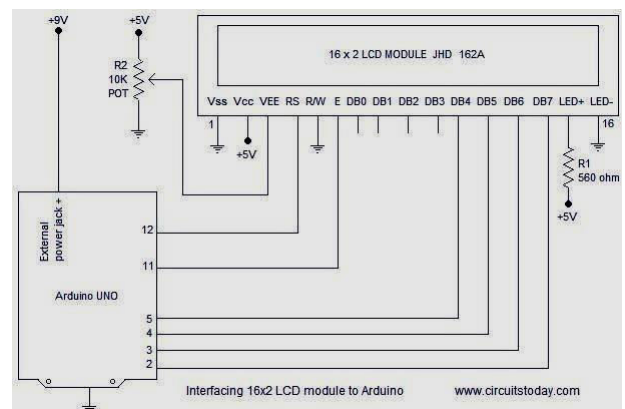 +9V
+5V
R2
10K
POT
16 x 2 LCD MODULE JHD 162A
Vss Vcc VEE RS R/W E DB0 DB1 DB2 DB3 DB4 DB5 DB6 DB7 LED+ LED-
1
16
+5V
R1
560 ohm
+5V
External
power jack +
12
11
Arduino UNO
5
4
3
2
Interfacing 16x2 LCD module to Arduino
www.circuitstoday.com